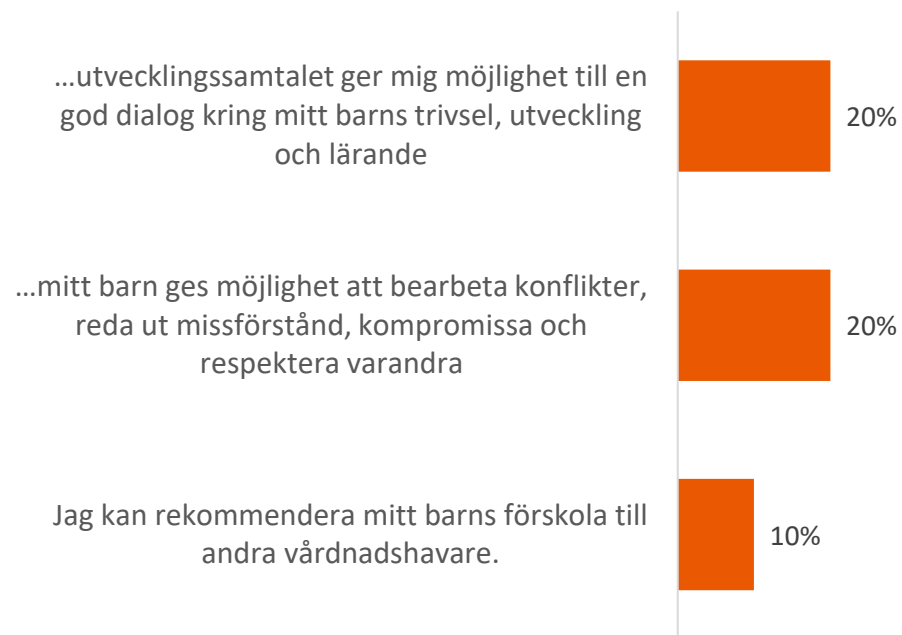 …utvecklingssamtalet ger mig möjlighet till en
god dialog kring mitt barns trivsel, utveckling
och lärande
20%
…mitt barn ges möjlighet att bearbeta konflikter,
reda ut missförstånd, kompromissa och
respektera varandra
20%
Jag kan rekommendera mitt barns förskola till
andra vårdnadshavare.
10%